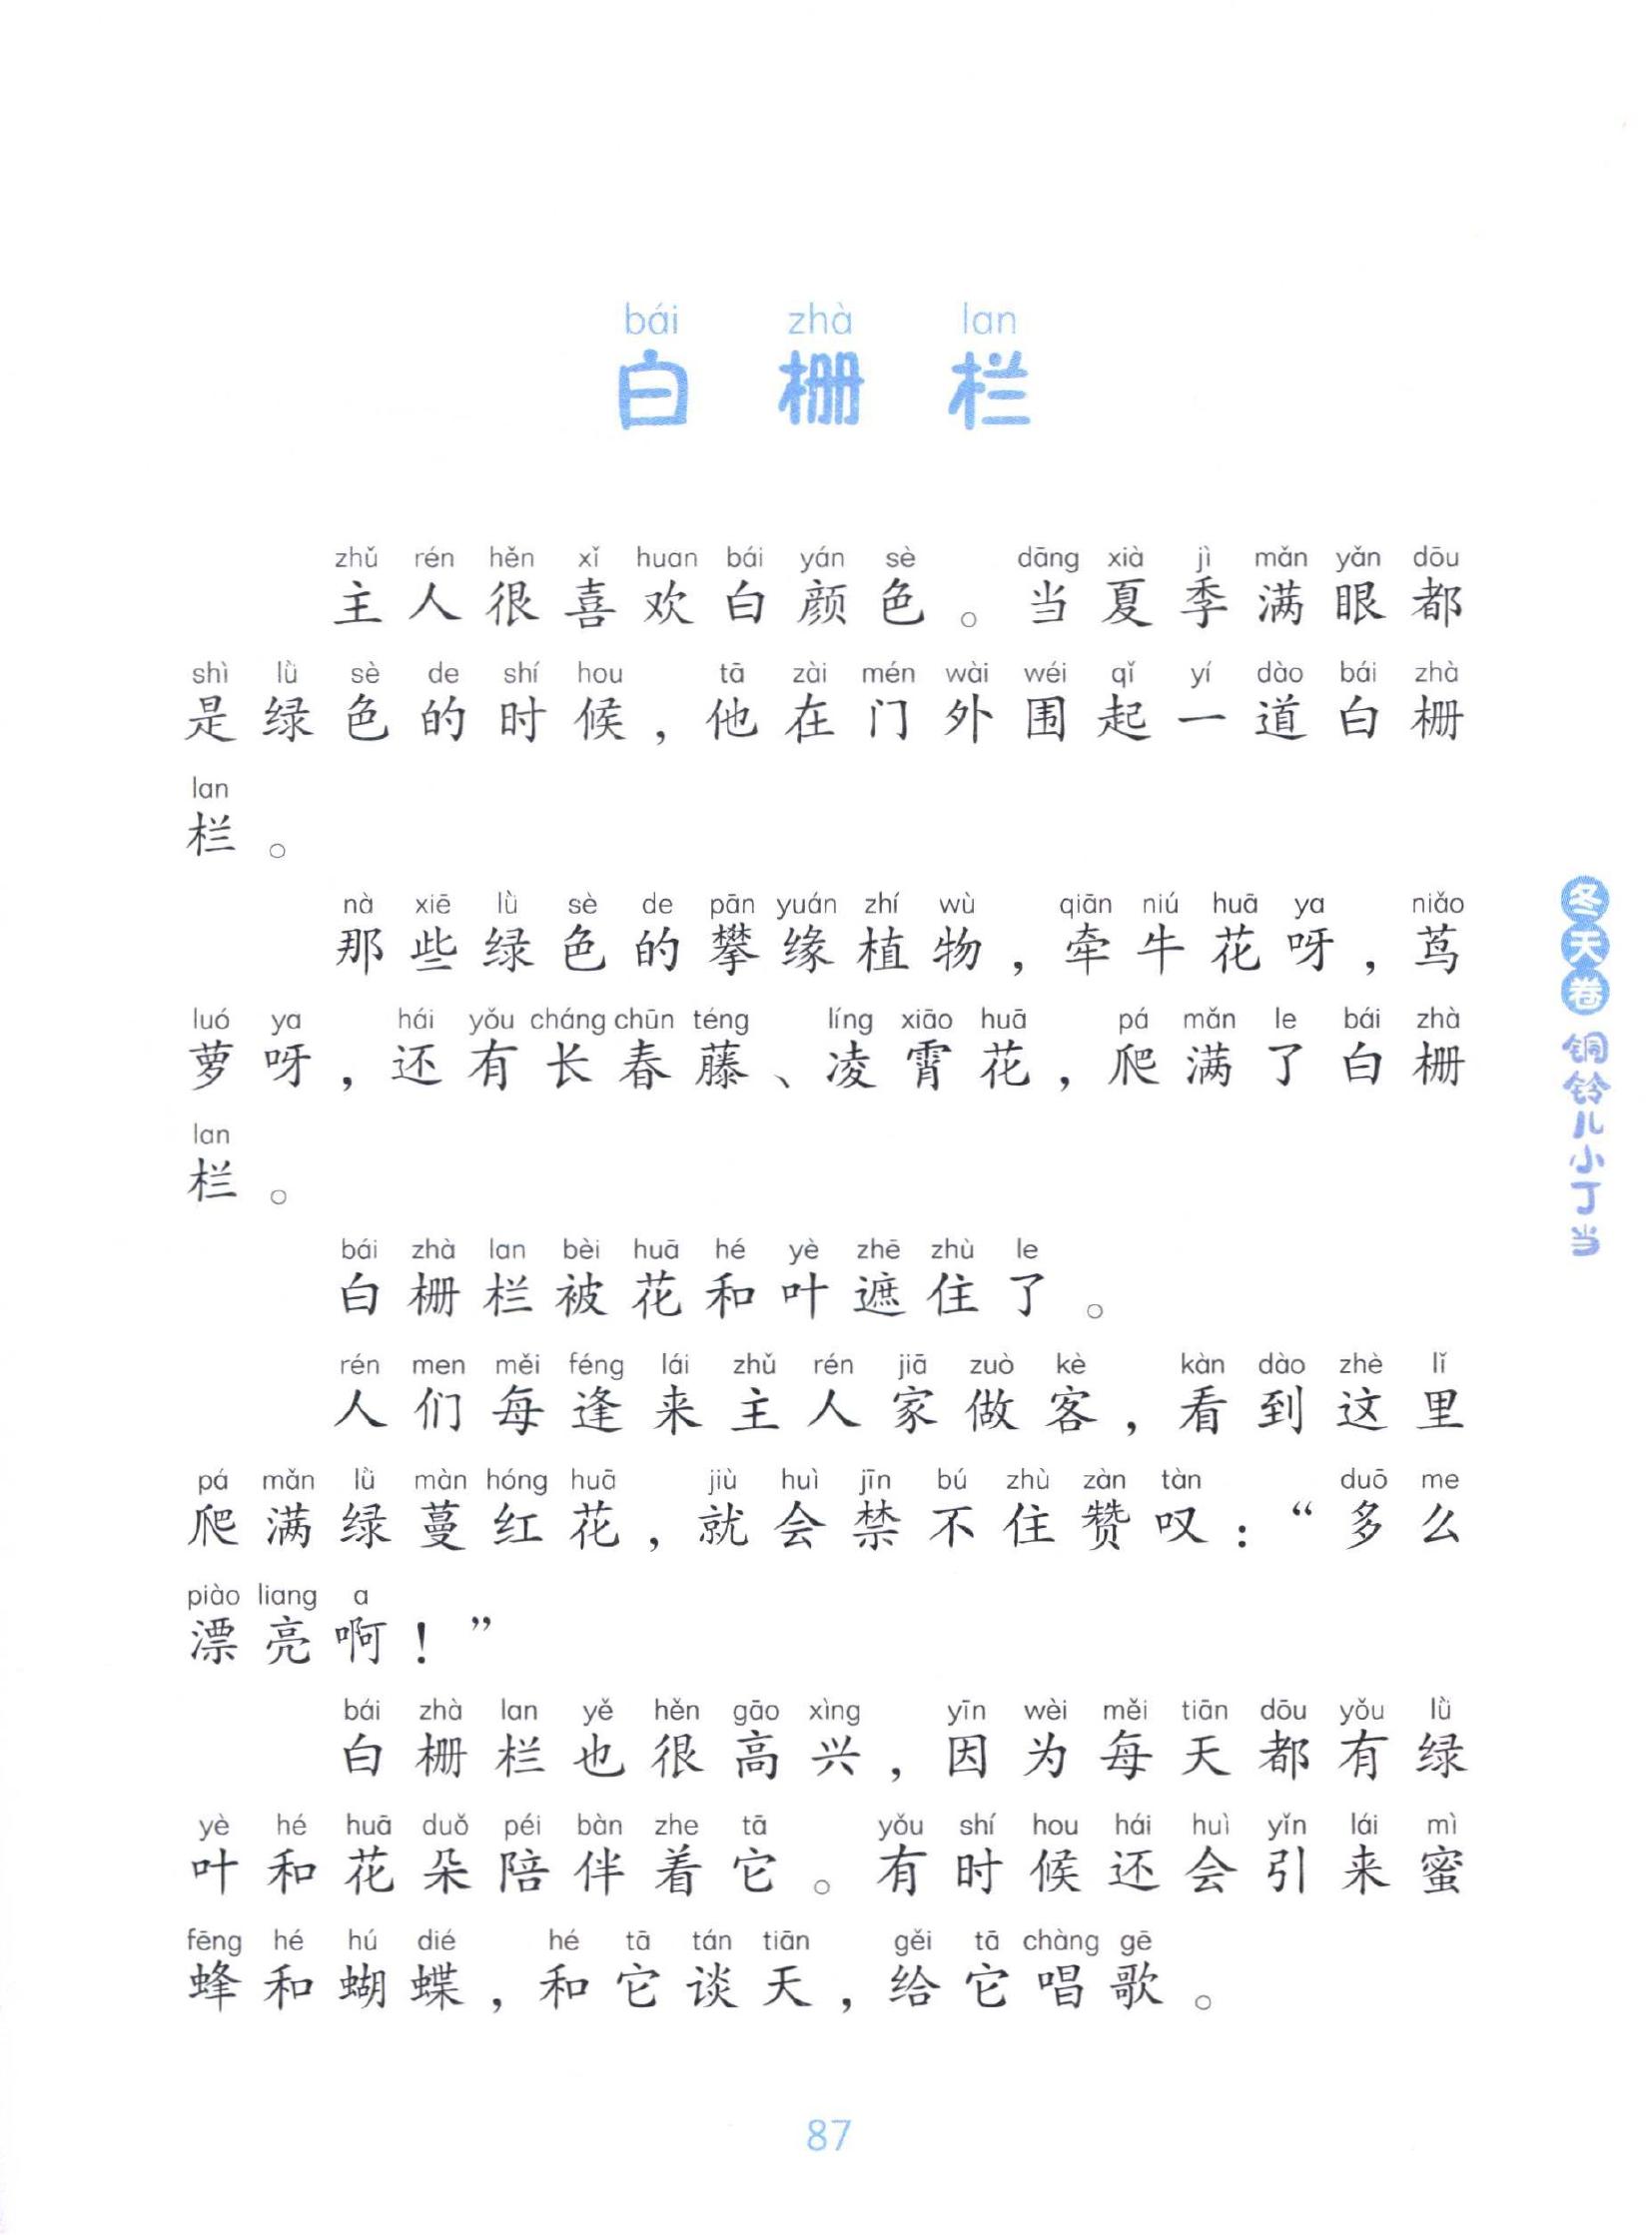 bái zhà lan
白栅栏
zhǔ rén hěn xǐ huan bái yán sè dāng xià jì mǎn yǎn dōu
主人很喜欢白颜色。当夏季满眼都
shì lǜ sè de shí hou tā zài mén wài wéi qǐ yí dào bái zhà
是绿色的时候，他在门外围起一道白栅
lan
栏。
nà xiē lǜ sè de pān yuán zhí wù qiān niú huā ya niǎo
那些绿色的攀缘植物，牵牛花呀，茑
luó ya hái yǒu cháng chūn téng líng xiāo huā pá mǎn le bái zhà
萝呀，还有长春藤、凌霄花，爬满了白栅
lan
栏。
bái zhà lan bèi huā hé yè zhē zhù le
白栅栏被花和叶遮住了。
rén men měi féng lái zhǔ rén jiā zuò kè kàn dào zhè lǐ
人们每逢来主人家做客，看到这里
pá mǎn lǜ màn hóng huā jiù huì jīn bú zhù zàn tàn duō me
爬满绿蔓红花，就会禁不住赞叹：“多么
piào liang a
漂亮啊！”
bái zhà lan yě hěn gāo xìng yīn wèi měi tiān dōu yǒu lǜ
白栅栏也很高兴，因为每天都有绿
yè hé huā duǒ péi bàn zhe tā yǒu shí hou hái huì yǐn lái mì
叶和花朵陪伴着它。有时候还会引来蜜
fēng hé hú dié hé tā tán tiān gěi tā chàng gē
蜂和蝴蝶，和它谈天，给它唱歌。
冬天卷 铜铃儿小丁当
87